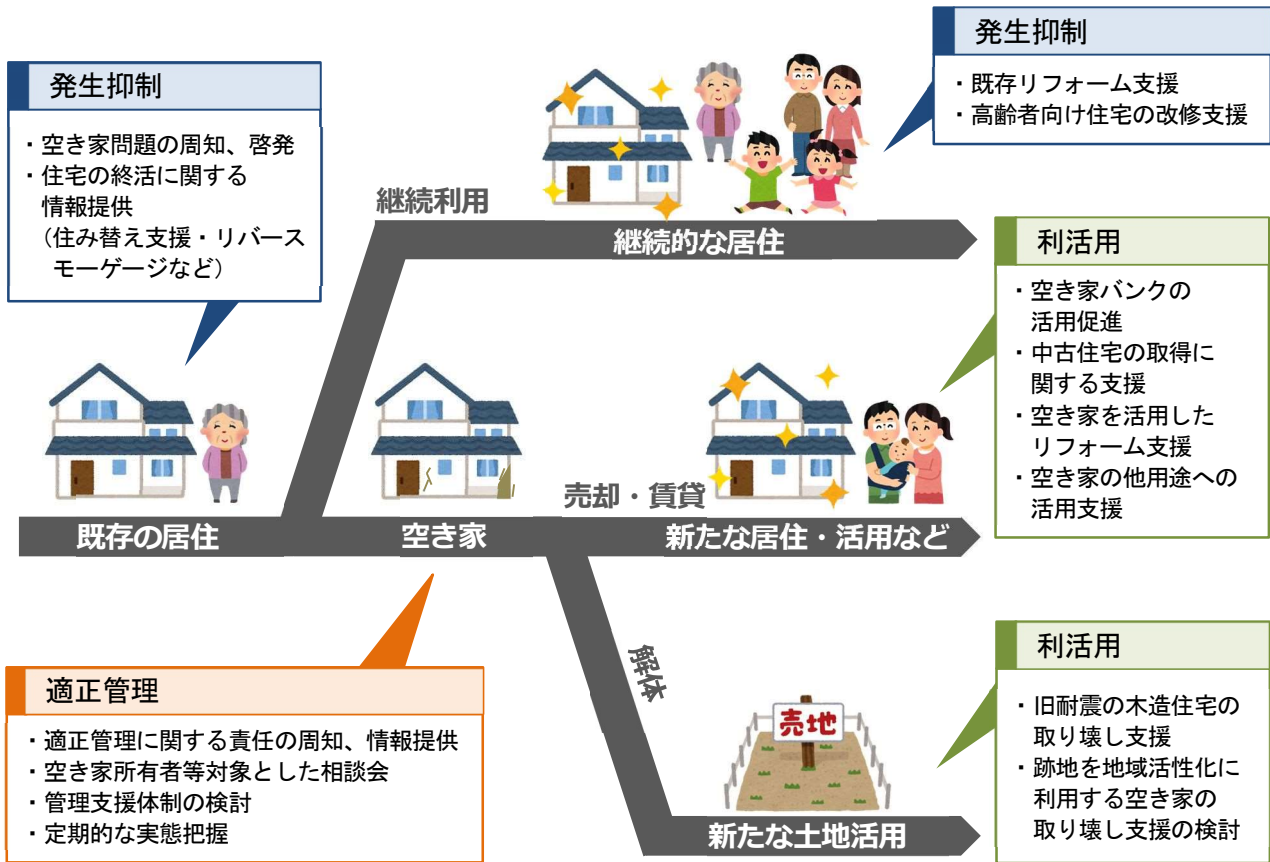 発生抑制
・空き家問題の周知、啓発
・住宅の終活に関する
情報提供
（住み替え支援・リバース
モーゲージなど）
発生抑制
・既存リフォーム支援
・高齢者向け住宅の改修支援
継続利用
継続的な居住
利活用
・空き家バンクの
活用促進
・中古住宅の取得に
関する支援
・空き家を活用した
リフォーム支援
・空き家の他用途への
活用支援
既存の居住
空き家
売却・賃貸
新たな居住・活用など
適正管理
・適正管理に関する責任の周知、情報提供
・空き家所有者等対象とした相談会
・管理支援体制の検討
・定期的な実態把握
解体
売地
新たな土地活用
利活用
・旧耐震の木造住宅の
取り壊し支援
・跡地を地域活性化に
利用する空き家の
取り壊し支援の検討